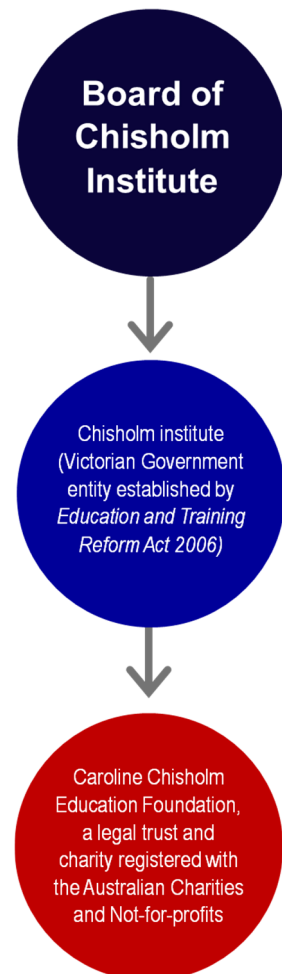 Board of
Chisholm
Institute
Chisholm institute
(Victorian Government
entity established by
Education and Training
Reform Act 2006)
Caroline Chisholm
Education Foundation,
a legal trust and
charity registered with
the Australian Charities
and Not-for-profits